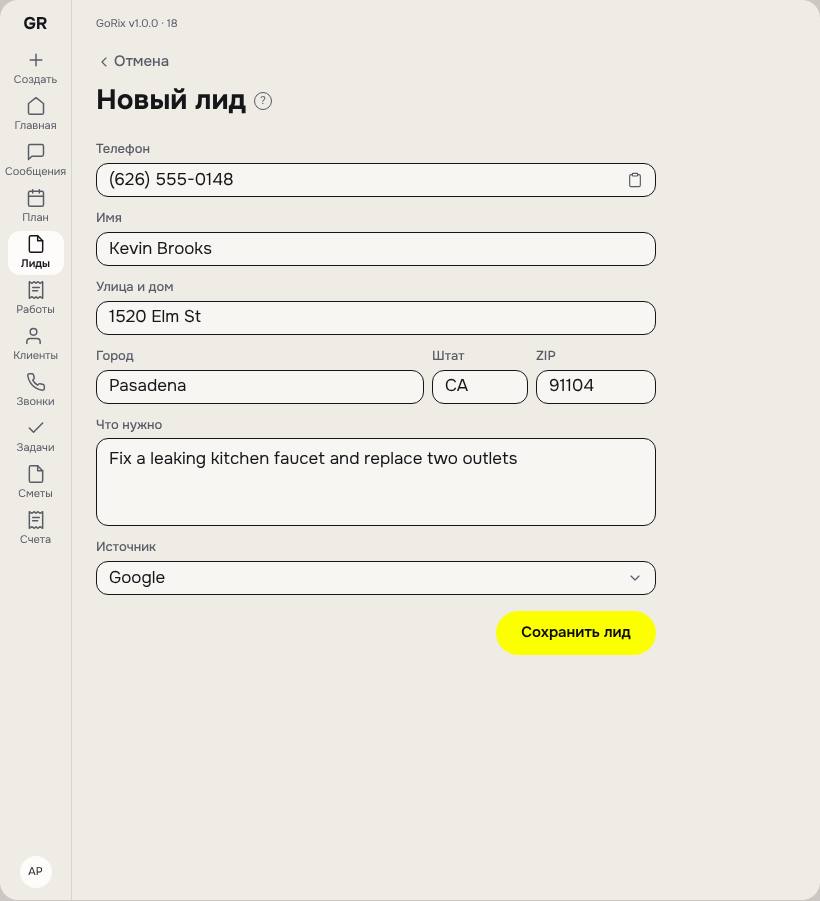 GR
GoRix v1.0.0 · 18
Создать
Главная
Сообщения
План
Лиды
Работы
Клиенты
Звонки
Задачи
Сметы
Счета
AP
Отмена
Новый лид ?
Телефон
(626) 555-0148
Имя
Kevin Brooks
Улица и дом
1520 Elm St
Город Штат ZIP
Pasadena CA 91104
Что нужно
Fix a leaking kitchen faucet and replace two outlets
Источник
Google
Сохранить лид